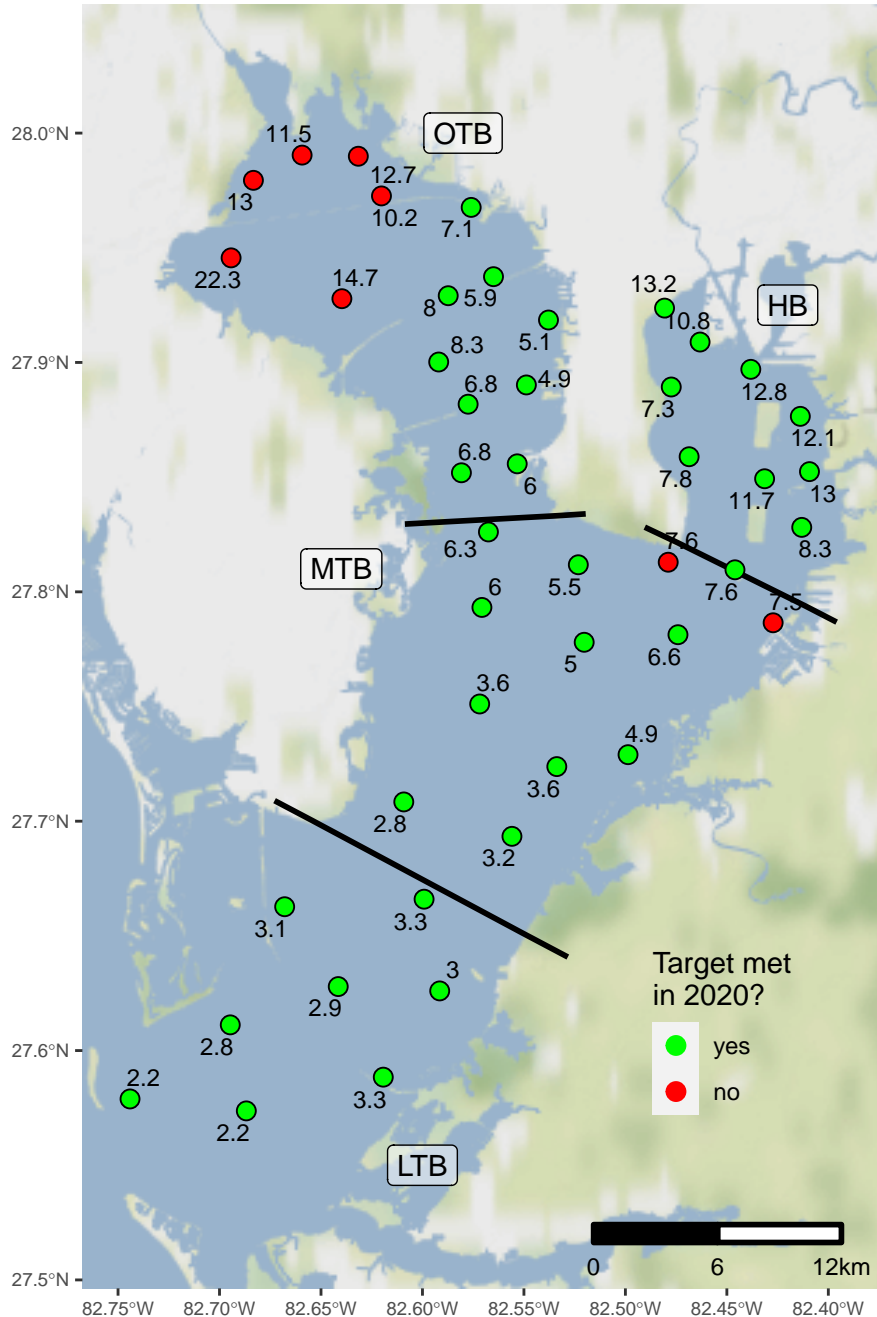 28.0°N
27.9°N
27.8°N
27.7°N
27.6°N
27.5°N
11.5
OTB
12.7
13
10.2
7.1
22.3
14.7
8
5.9
5.1
13.2
10.8
HB
8.3
6.8
4.9
7.3
12.8
12.1
6.8
6
7.8
11.7
13
8.3
6.3
MTB
5.5
7.6
7.6
7.5
6
5
6.6
3.6
3.6
4.9
2.8
3.2
3.1
3.3
2.9
3
2.8
2.2
2.2
3.3
LTB
Target met
in 2020?
yes
no
0 6 12km
82.75°W 82.70°W 82.65°W 82.60°W 82.55°W 82.50°W 82.45°W 82.40°W